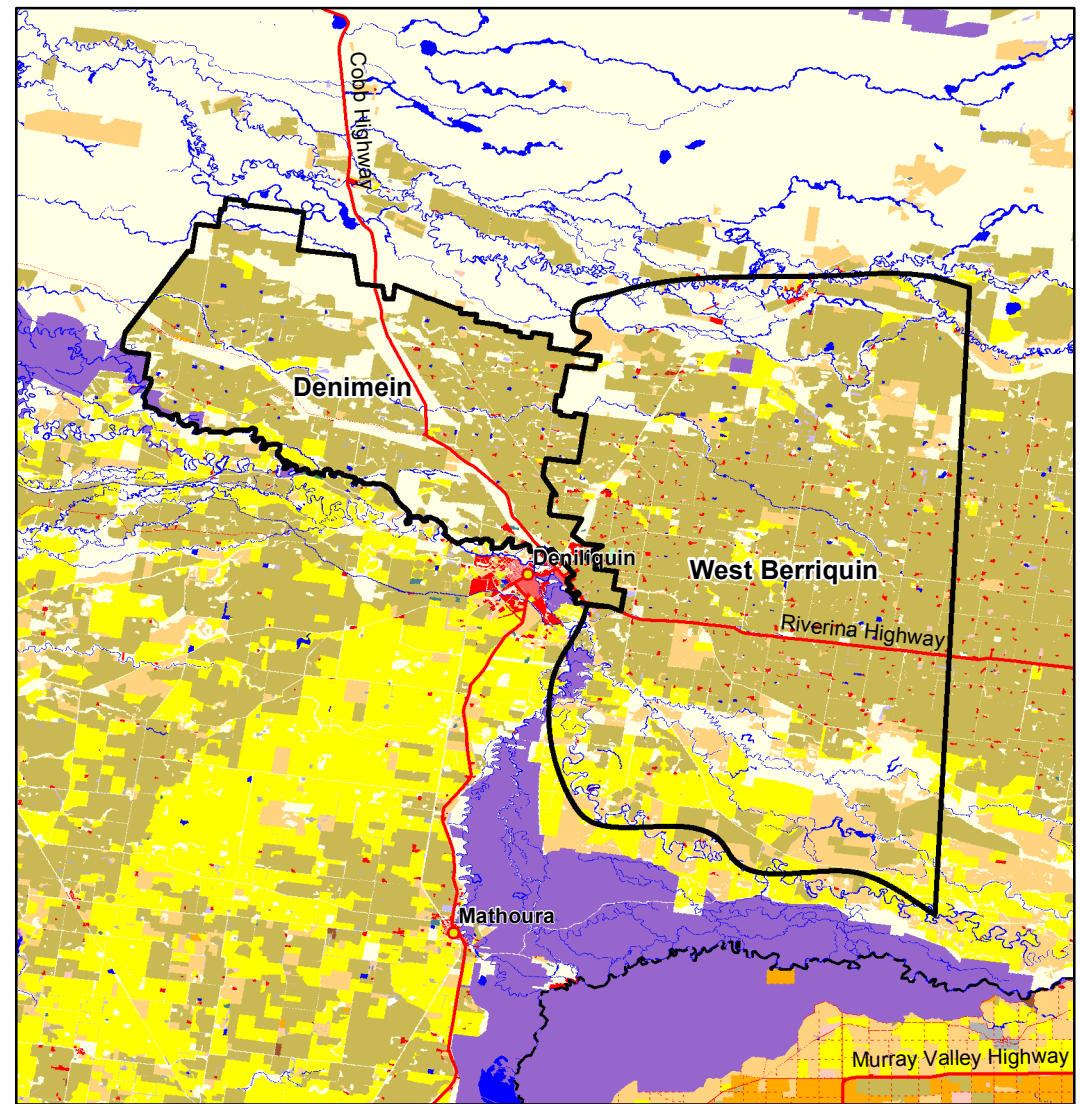 Cobb Highway
Denimein
Deniliquin
West Berriquin
Riverina Highway
Mathoura
Murray Valley Highway